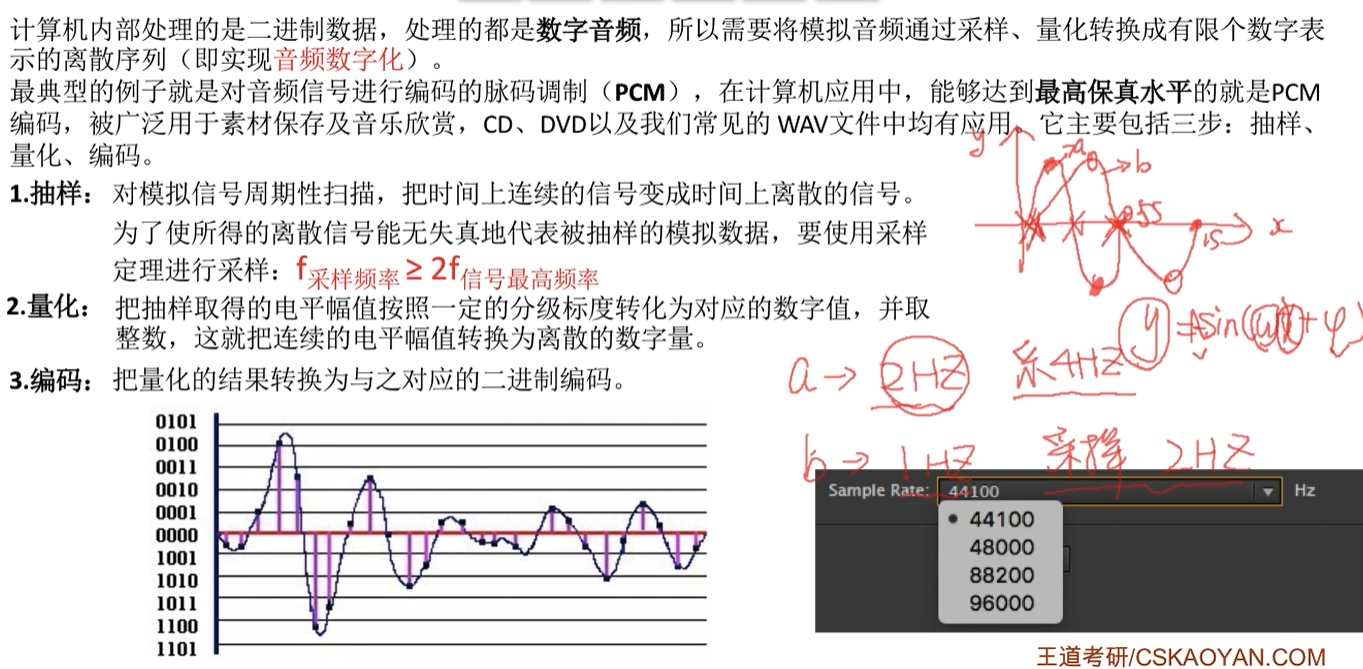 计算机内部处理的是二进制数据，处理的都是数字音频，所以需要将模拟音频通过采样、量化转换成有限个数字表
示的离散序列（即实现音频数字化）。
最典型的例子就是对音频信号进行编码的脉码调制（PCM），在计算机应用中，能够达到最高保真水平的就是PCM
编码，被广泛用于素材保存及音乐欣赏，CD、DVD以及我们常见的 WAV文件中均有应用。它主要包括三步：抽样、
量化、编码。
1.抽样：对模拟信号周期性扫描，把时间上连续的信号变成时间上离散的信号。
为了使所得的离散信号能无失真地代表被抽样的模拟数据，要使用采样
定理进行采样：f采样频率 ≥ 2f信号最高频率
2.量化：把抽样取得的电平幅值按照一定的分级标度转化为对应的数字值，并取
整数，这就把连续的电平幅值转换为离散的数字量。
3.编码：把量化的结果转换为与之对应的二进制编码。
y
a
b
0.5S
1S
x
y=Asin(ωx+φ)
a→ 2HZ 采4HZ
b→ 1HZ 采样 2HZ
0101
0100
0011
0010
0001
0000
1001
1010
1011
1100
1101
Sample Rate: 44100 Hz
44100
48000
88200
96000
王道考研/CSKAOYAN.COM